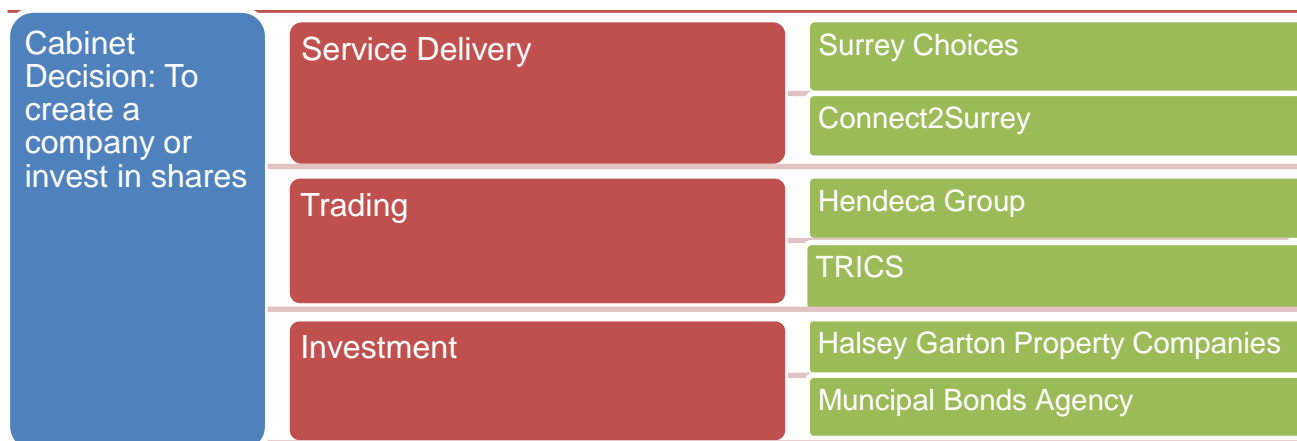 Cabinet
Decision: To
create a
company or
invest in shares
Service Delivery
Surrey Choices
Connect2Surrey
Trading
Hendeca Group
TRICS
Investment
Halsey Garton Property Companies
Muncipal Bonds Agency